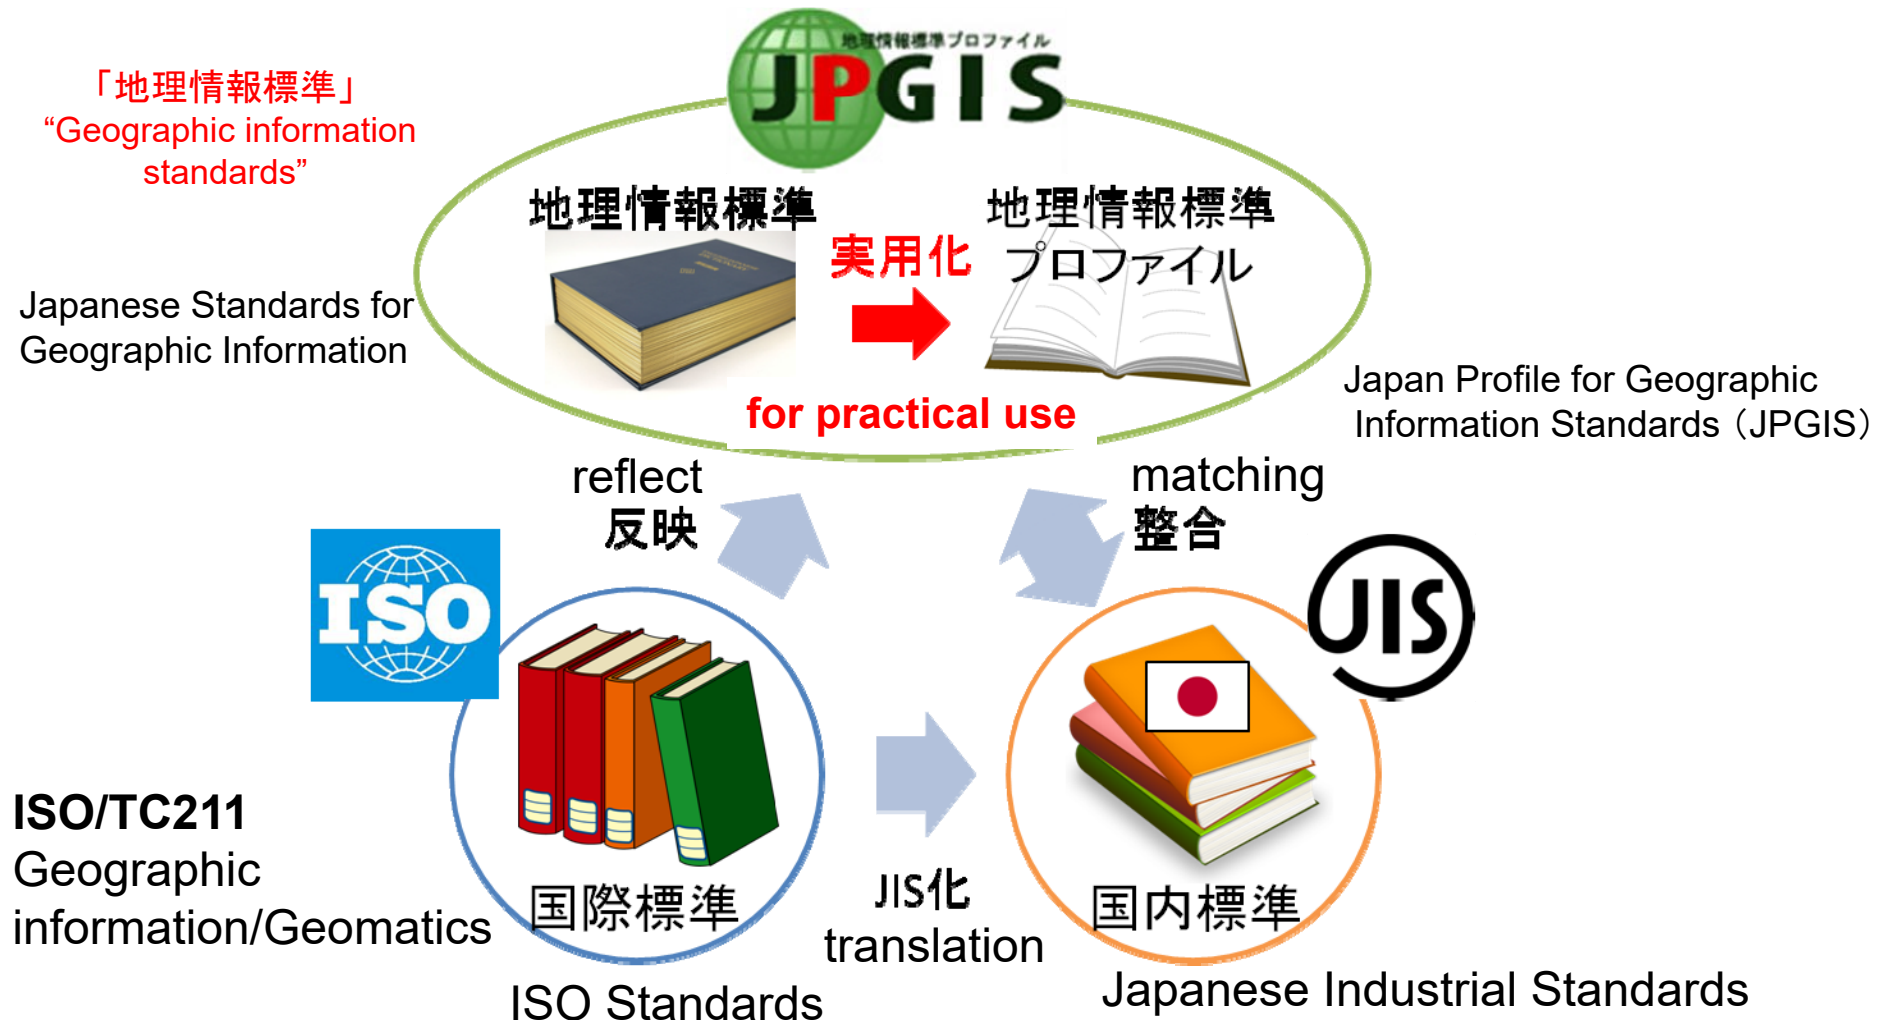 地理情報標準プロファイル
JPGIS
「地理情報標準」
“Geographic information
standards”
地理情報標準
実用化
地理情報標準
プロファイル
Japanese Standards for
Geographic Information
for practical use
Japan Profile for Geographic
Information Standards（JPGIS）
reflect
反映
matching
整合
ISO
JIS
ISO/TC211
Geographic
information/Geomatics
国際標準
JIS化
translation
国内標準
ISO Standards
Japanese Industrial Standards